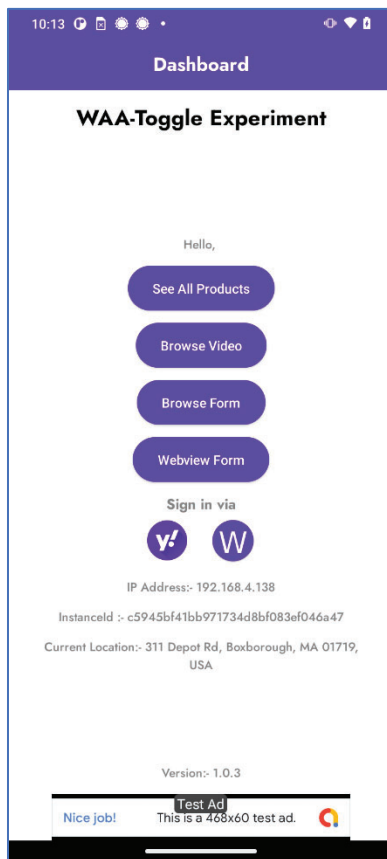 10:13
Dashboard
WAA-Toggle Experiment
Hello,
See All Products
Browse Video
Browse Form
Webview Form
Sign in via
y!
W
IP Address:- 192.168.4.138
InstanceId :- c5945bf41bb971734d8bf083ef046a47
Current Location:- 311 Depot Rd, Boxborough, MA 01719,
USA
Version:- 1.0.3
Test Ad
Nice job! This is a 468x60 test ad.